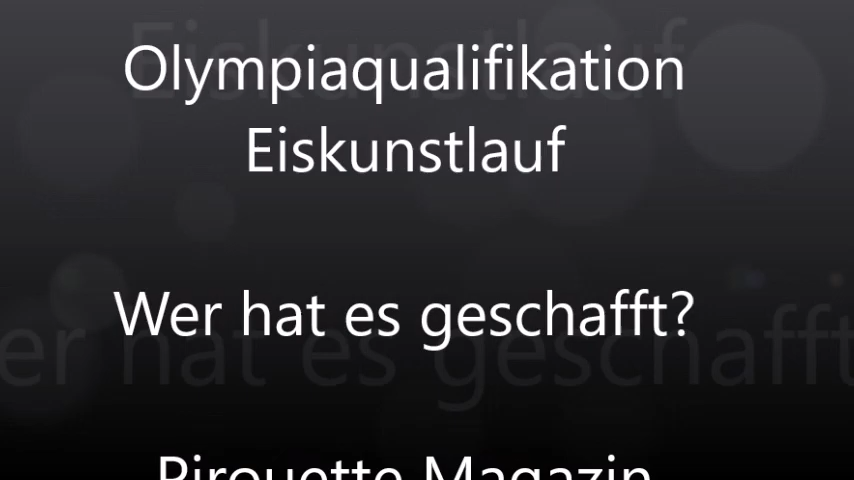 Olympiaqualifikation
Eiskunstlauf
Wer hat es geschafft?
Pirouette Magazin